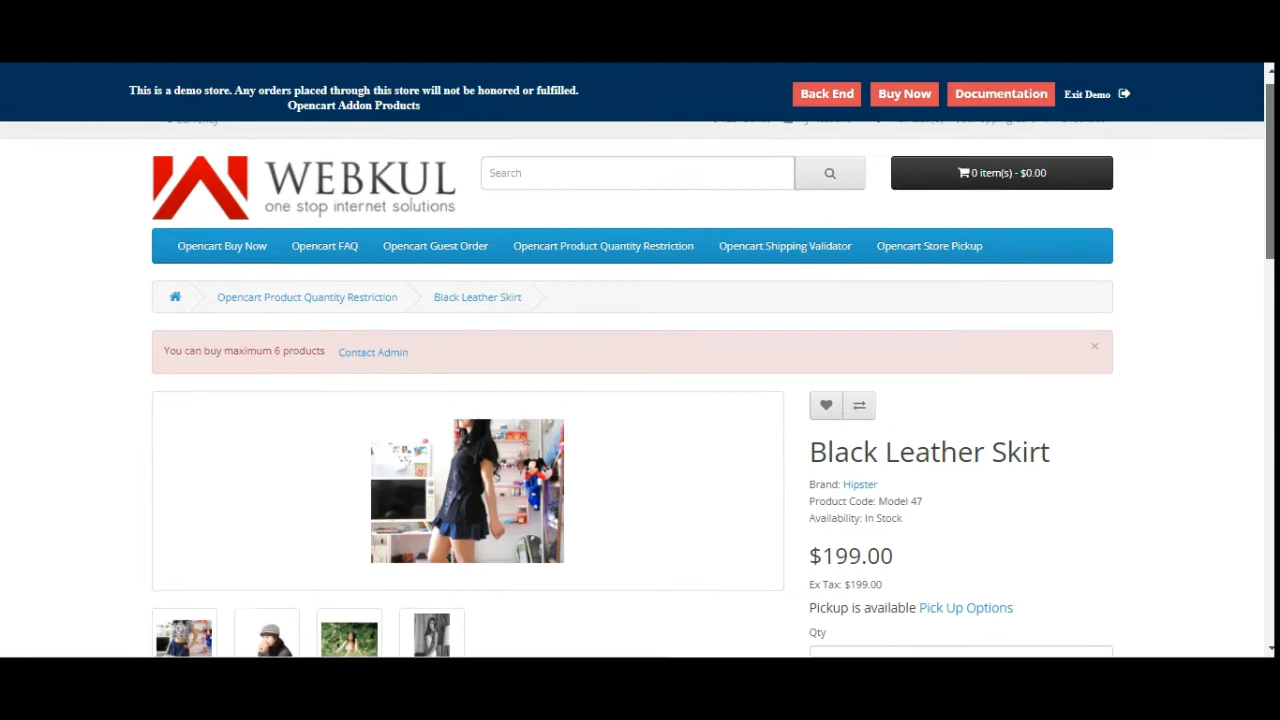 This is a demo store. Any orders placed through this store will not be honored or fulfilled.
Opencart Addon Products
Back End
Buy Now
Documentation
Exit Demo
WEBKUL
one stop internet solutions
Search
0 item(s) - $0.00
Opencart Buy Now
Opencart FAQ
Opencart Guest Order
Opencart Product Quantity Restriction
Opencart Shipping Validator
Opencart Store Pickup
Opencart Product Quantity Restriction
Black Leather Skirt
You can buy maximum 6 products Contact Admin
×
Black Leather Skirt
Brand: Hipster
Product Code: Model 47
Availability: In Stock
$199.00
Ex Tax: $199.00
Pickup is available Pick Up Options
Qty